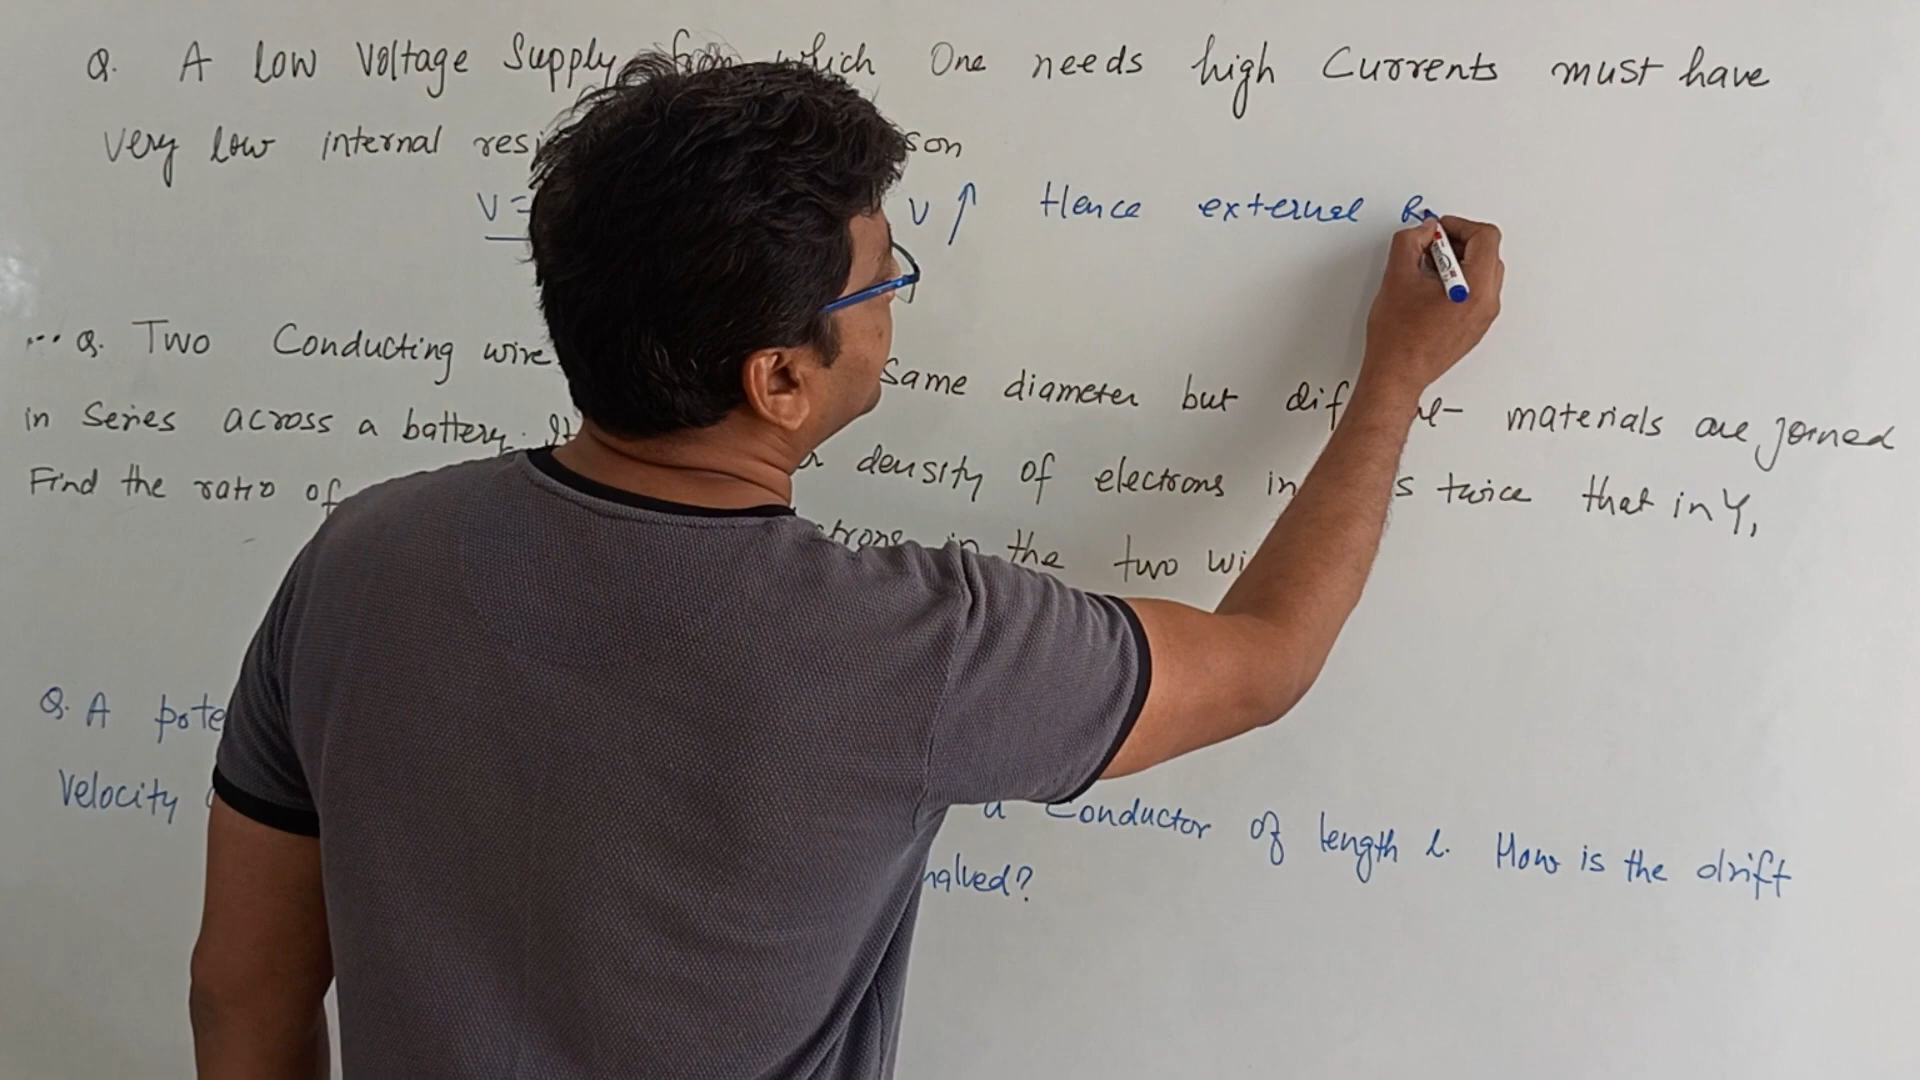 Q. A low Voltage Supply from which One needs high Currents must have
very low internal resi son
V= V ↑ Hence external R
... Q. Two Conducting wire Same diameter but dif materials are joined
in Series across a battery. density of electrons in s twice that in Y,
Find the ratio of in the two wi
Q. A pote
Velocity a Conductor of length l. How is the drift
halved?